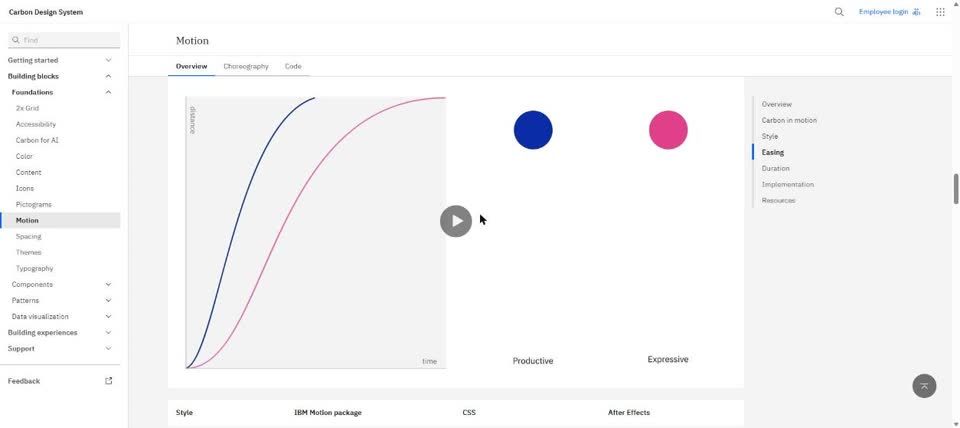 Carbon Design System
Employee login
Find
Getting started
Building blocks
Foundations
2x Grid
Accessibility
Carbon for AI
Color
Content
Icons
Pictograms
Motion
Spacing
Themes
Typography
Components
Patterns
Data visualization
Building experiences
Support
Feedback
Motion
Overview Choreography Code
distance
time
Productive
Expressive
Style IBM Motion package CSS After Effects
Overview
Carbon in motion
Style
Easing
Duration
Implementation
Resources